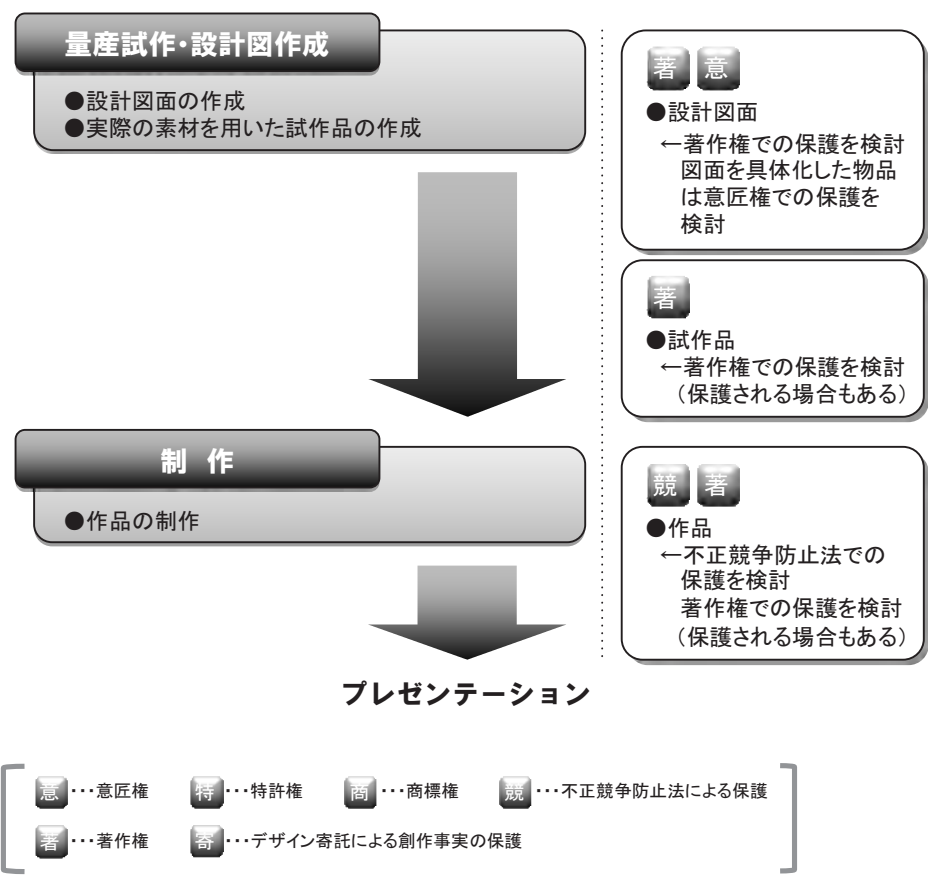 量産試作・設計図作成
●設計図面の作成
●実際の素材を用いた試作品の作成
著 意
●設計図面
←著作権での保護を検討
図面を具体化した物品
は意匠権での保護を
検討
著
●試作品
←著作権での保護を検討
（保護される場合もある）
制 作
●作品の制作
競 著
●作品
←不正競争防止法での
保護を検討
著作権での保護を検討
（保護される場合もある）
プレゼンテーション
意・・・意匠権 特・・・特許権 商・・・商標権 競・・・不正競争防止法による保護
著・・・著作権 寄・・・デザイン寄託による創作事実の保護